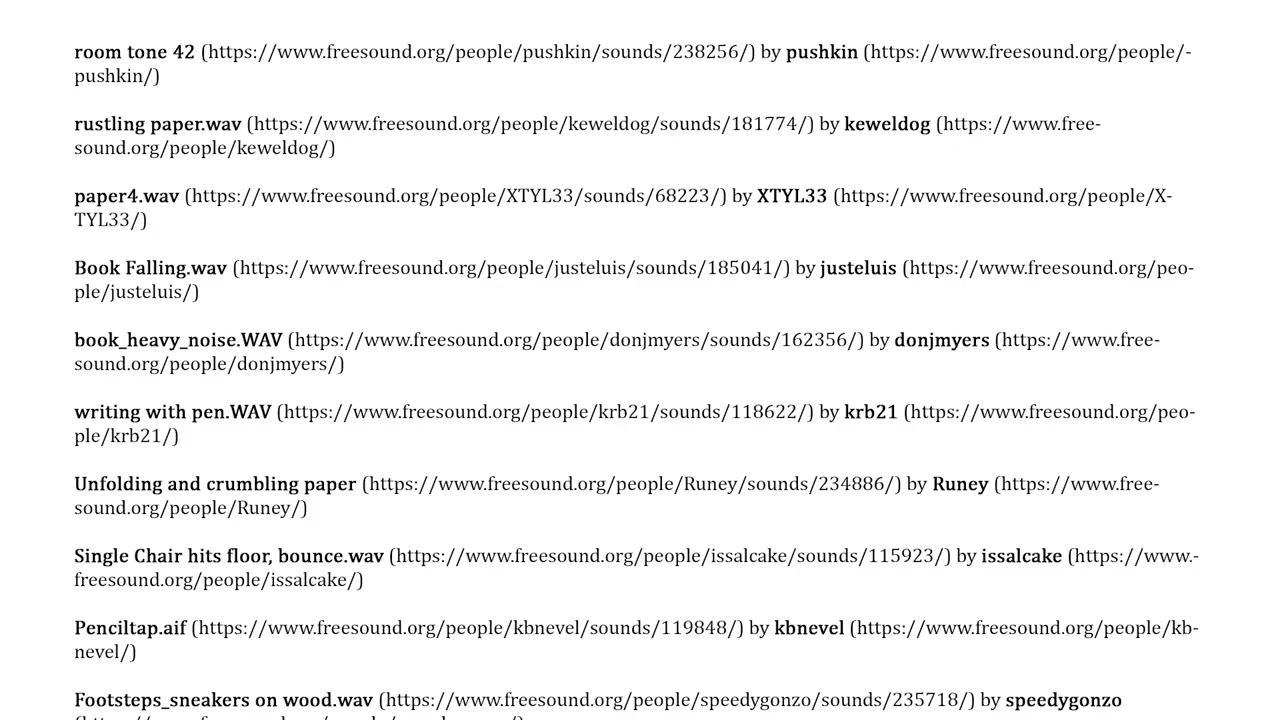 room tone 42 (https://www.freesound.org/people/pushkin/sounds/238256/) by pushkin (https://www.freesound.org/people/-
pushkin/)
rustling paper.wav (https://www.freesound.org/people/keweldog/sounds/181774/) by keweldog (https://www.free-
sound.org/people/keweldog/)
paper4.wav (https://www.freesound.org/people/XTYL33/sounds/68223/) by XTYL33 (https://www.freesound.org/people/X-
TYL33/)
Book Falling.wav (https://www.freesound.org/people/justeluis/sounds/185041/) by justeluis (https://www.freesound.org/peo-
ple/justeluis/)
book_heavy_noise.WAV (https://www.freesound.org/people/donjmyers/sounds/162356/) by donjmyers (https://www.free-
sound.org/people/donjmyers/)
writing with pen.WAV (https://www.freesound.org/people/krb21/sounds/118622/) by krb21 (https://www.freesound.org/peo-
ple/krb21/)
Unfolding and crumbling paper (https://www.freesound.org/people/Runey/sounds/234886/) by Runey (https://www.free-
sound.org/people/Runey/)
Single Chair hits floor, bounce.wav (https://www.freesound.org/people/issalcake/sounds/115923/) by issalcake (https://www.-
freesound.org/people/issalcake/)
Penciltap.aif (https://www.freesound.org/people/kbnevel/sounds/119848/) by kbnevel (https://www.freesound.org/people/kb-
nevel/)
Footsteps_sneakers on wood.wav (https://www.freesound.org/people/speedygonzo/sounds/235718/) by speedygonzo